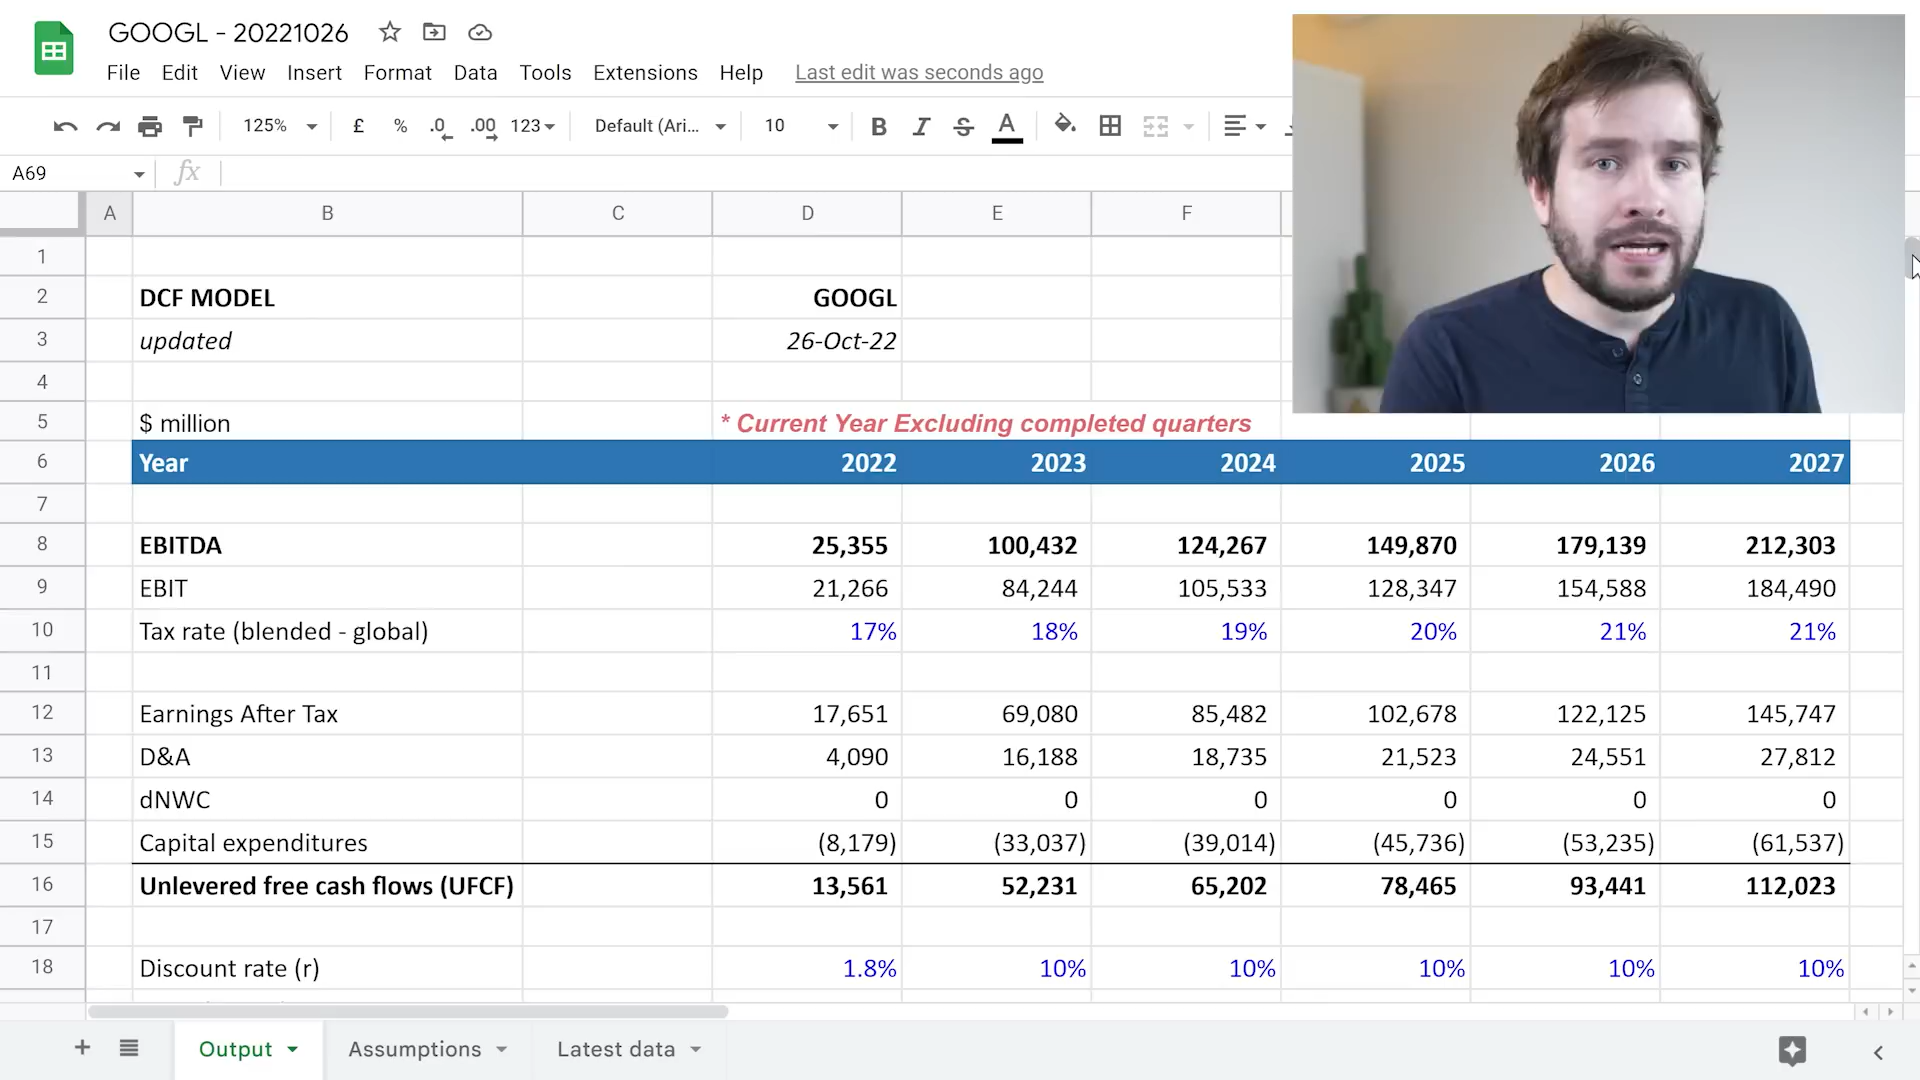 GOOGL - 20221026
File Edit View Insert Format Data Tools Extensions Help Last edit was seconds ago
125% £ % .0 .00 123 Default (Ari... 10 B I S A
A69 fx
A B C D E F
1
2 DCF MODEL GOOGL
3 updated 26-Oct-22
4
5 $ million * Current Year Excluding completed quarters
6 Year 2022 2023 2024 2025 2026 2027
7
8 EBITDA 25,355 100,432 124,267 149,870 179,139 212,303
9 EBIT 21,266 84,244 105,533 128,347 154,588 184,490
10 Tax rate (blended - global) 17% 18% 19% 20% 21% 21%
11
12 Earnings After Tax 17,651 69,080 85,482 102,678 122,125 145,747
13 D&A 4,090 16,188 18,735 21,523 24,551 27,812
14 dNWC 0 0 0 0 0 0
15 Capital expenditures (8,179) (33,037) (39,014) (45,736) (53,235) (61,537)
16 Unlevered free cash flows (UFCF) 13,561 52,231 65,202 78,465 93,441 112,023
17
18 Discount rate (r) 1.8% 10% 10% 10% 10% 10%
Output Assumptions Latest data